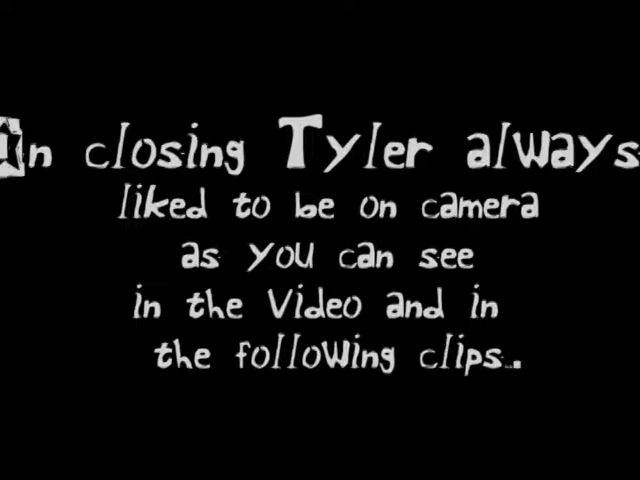 In closing Tyler always
liked to be on camera
as you can see
in the Video and in
the following clips...